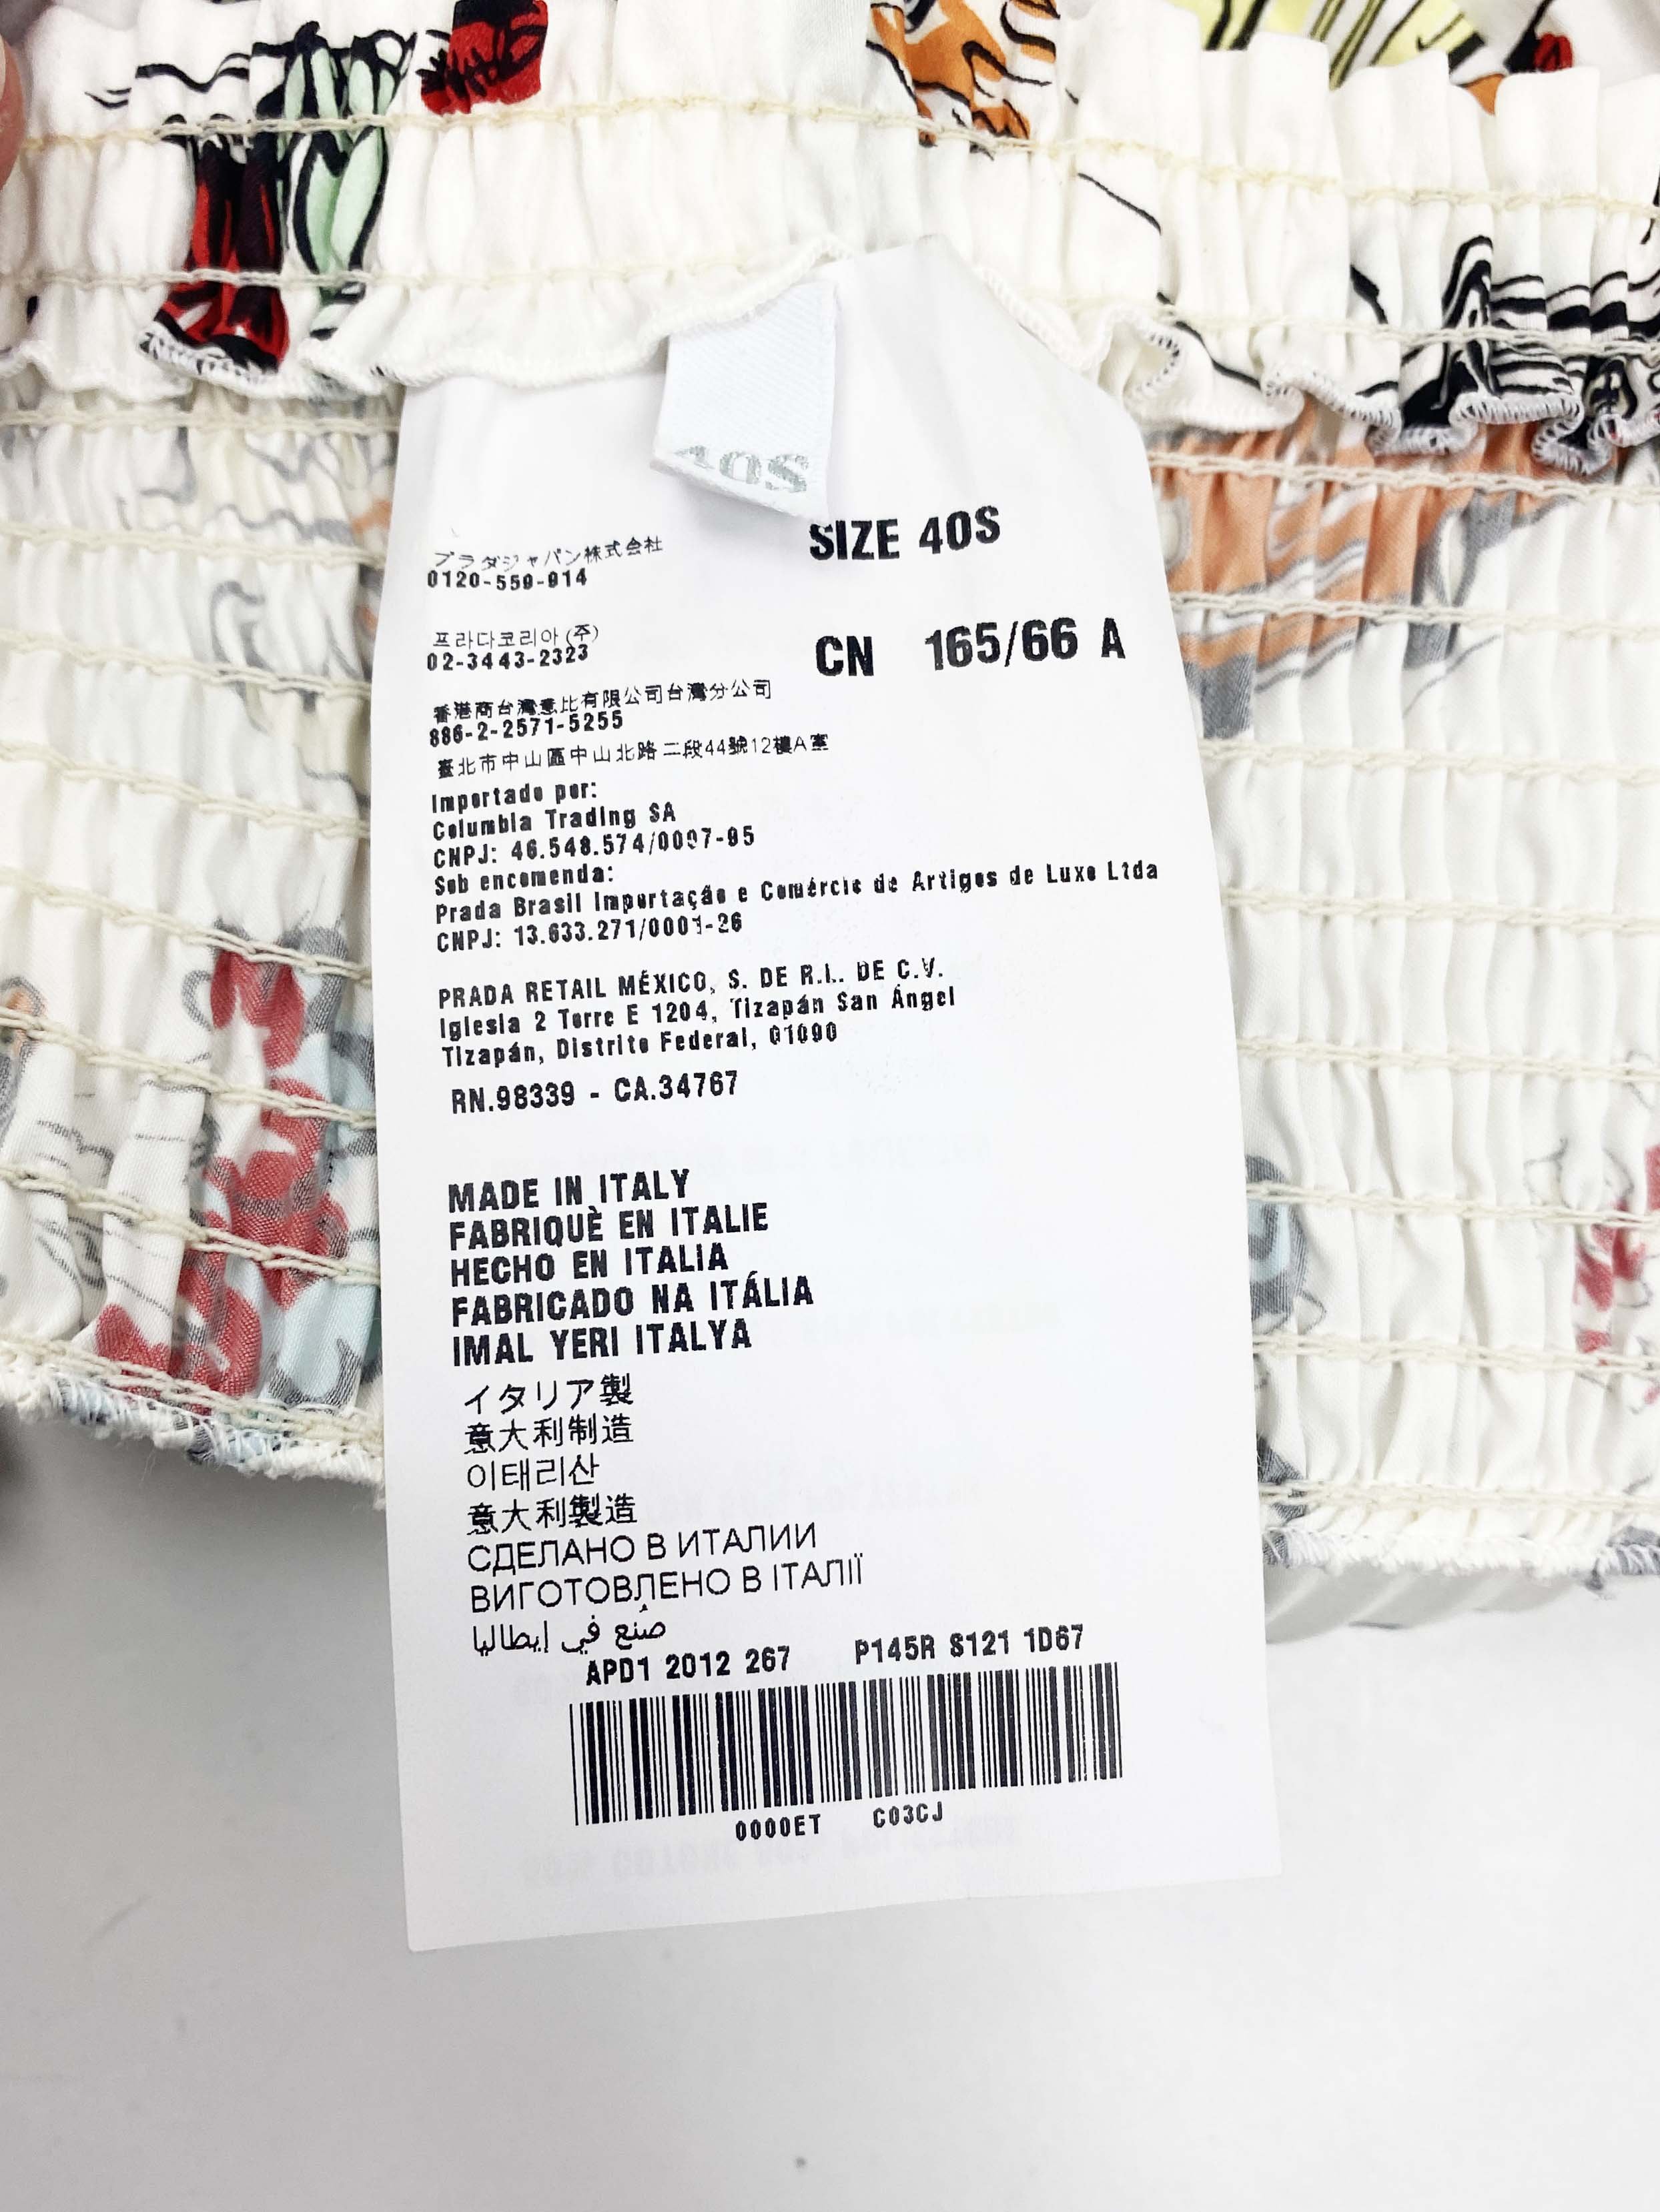 40S
SIZE 40S
プラダジャパン株式会社
0120-559-914
프라다코리아 (주)
02-3443-2323
CN 165/66 A
香港商台灣意比有限公司台灣分公司
886-2-2571-5255
臺北市中山區中山北路二段44號12樓A室
Importado por:
Columbia Trading SA
CNPJ: 46.548.574/0097-95
Sob encomenda:
Prada Brasil Importação e Comércio de Artigos de Luxo Ltda
CNPJ: 13.633.271/0001-26
PRADA RETAIL MÉXICO, S. DE R.L. DE C.V.
Iglesia 2 Torre E 1204, Tizapán San Ángel
Tizapán, Distrito Federal, 01090
RN.98339 - CA.34767
MADE IN ITALY
FABRIQUÈ EN ITALIE
HECHO EN ITALIA
FABRICADO NA ITÁLIA
IMAL YERI ITALYA
イタリア製
意大利制造
이태리산
意大利製造
СДЕЛАНО В ИТАЛИИ
ВИГОТОВЛЕНО В ІТАЛІЇ
صُنع في إيطاليا
APD1 2012 267 P145R S121 1D67
0000ET C03CJ